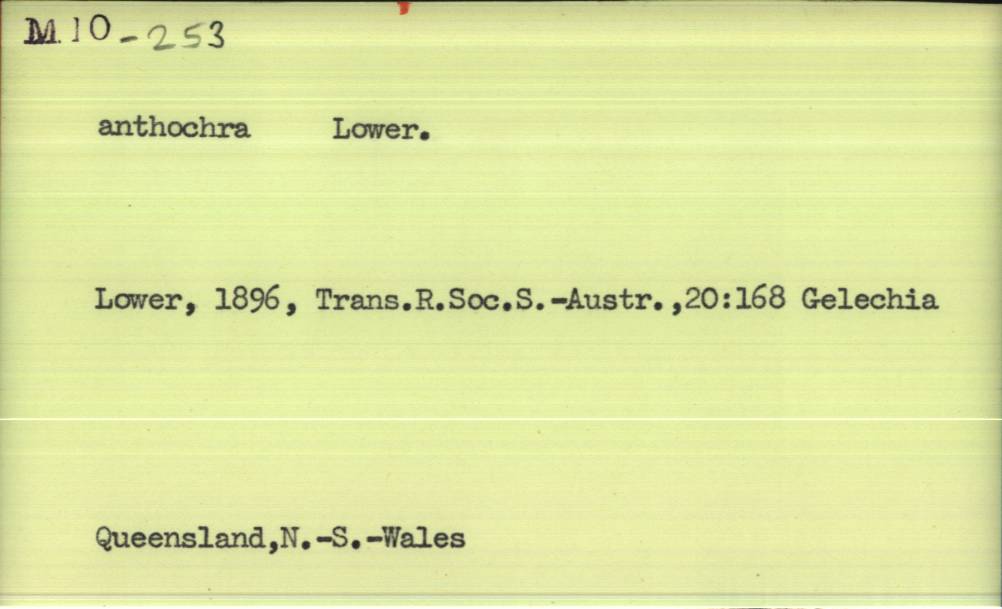 M.10-253
anthochra Lower.
Lower, 1896, Trans.R.Soc.S.-Austr.,20:168 Gelechia
Queensland,N.-S.-Wales